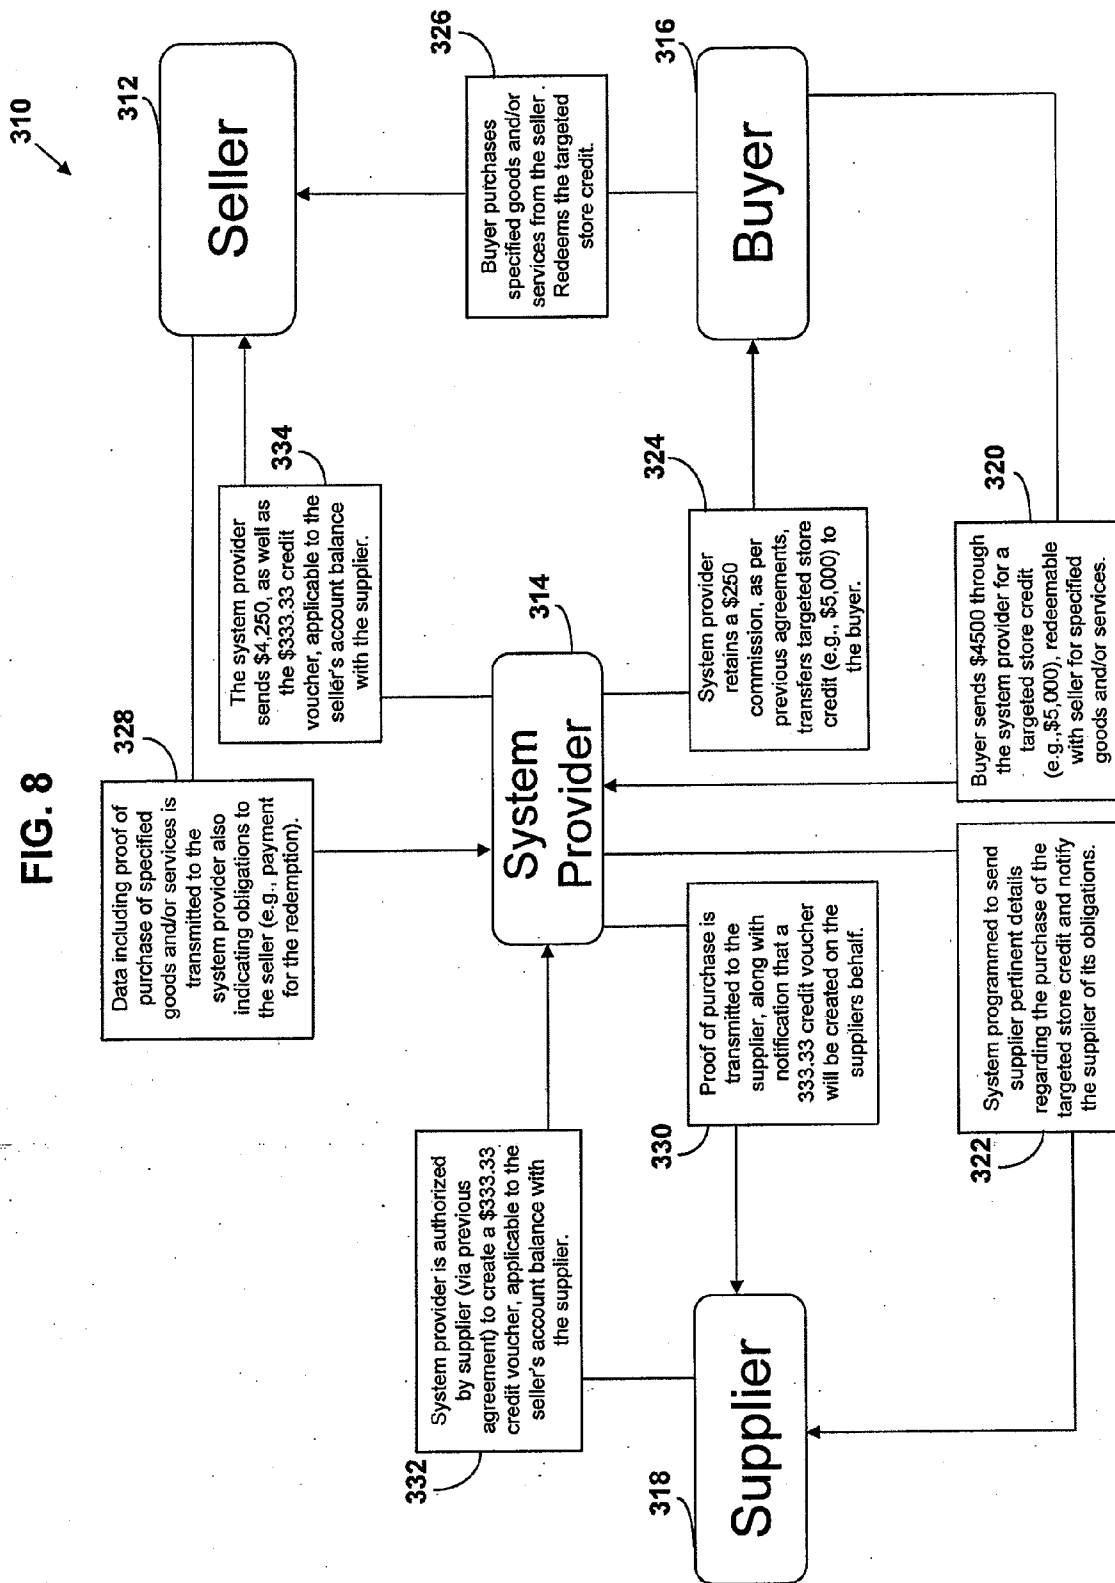 FIG. 8
310
328
Data including proof of
purchase of specified
goods and/or services is
transmitted to the
system provider also
indicating obligations to
the seller (e.g., payment
for the redemption).
312
Seller
334
The system provider
sends $4,250, as well as
the $333.33 credit
voucher, applicable to the
seller's account balance
with the supplier.
332
System provider is authorized
by supplier (via previous
agreement) to create a $333.33
credit voucher, applicable to the
seller's account balance with
the supplier.
314
System
Provider
326
Buyer purchases
specified goods and/or
services from the seller.
Redeems the targeted
store credit.
330
Proof of purchase is
transmitted to the
supplier, along with
notification that a
333.33 credit voucher
will be created on the
suppliers behalf.
324
System provider
retains a $250
commission, as per
previous agreements,
transfers targeted store
credit (e.g., $5,000) to
the buyer.
318
Supplier
316
Buyer
322
System programmed to send
supplier pertinent details
regarding the purchase of the
targeted store credit and notify
the supplier of its obligations.
320
Buyer sends $4500 through
the system provider for a
targeted store credit
(e.g.,$5,000), redeemable
with seller for specified
goods and/or services.